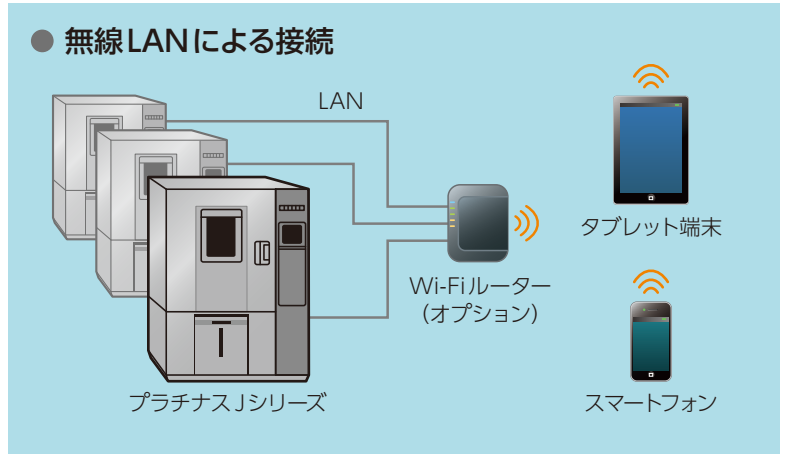 ● 無線LANによる接続
LAN
タブレット端末
Wi-Fiルーター
（オプション）
プラチナスJシリーズ
スマートフォン